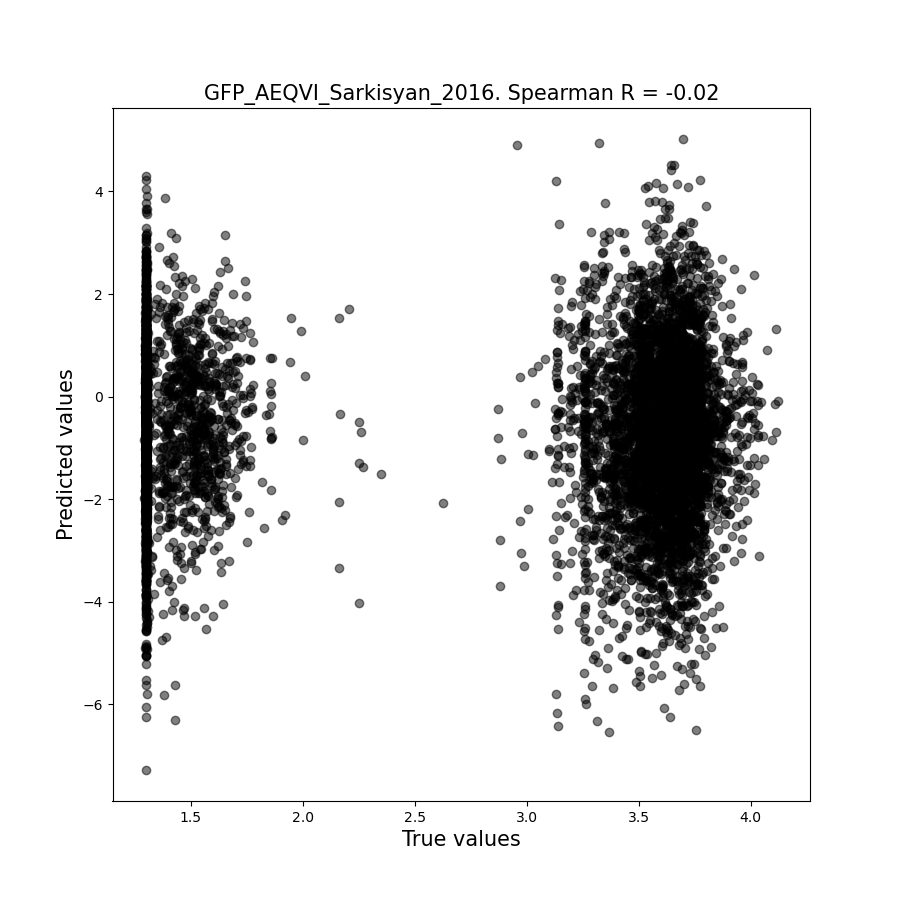 GFP_AEQVI_Sarkisyan_2016. Spearman R = -0.02
Predicted values
4
2
0
−2
−4
−6
1.5 2.0 2.5 3.0 3.5 4.0
True values